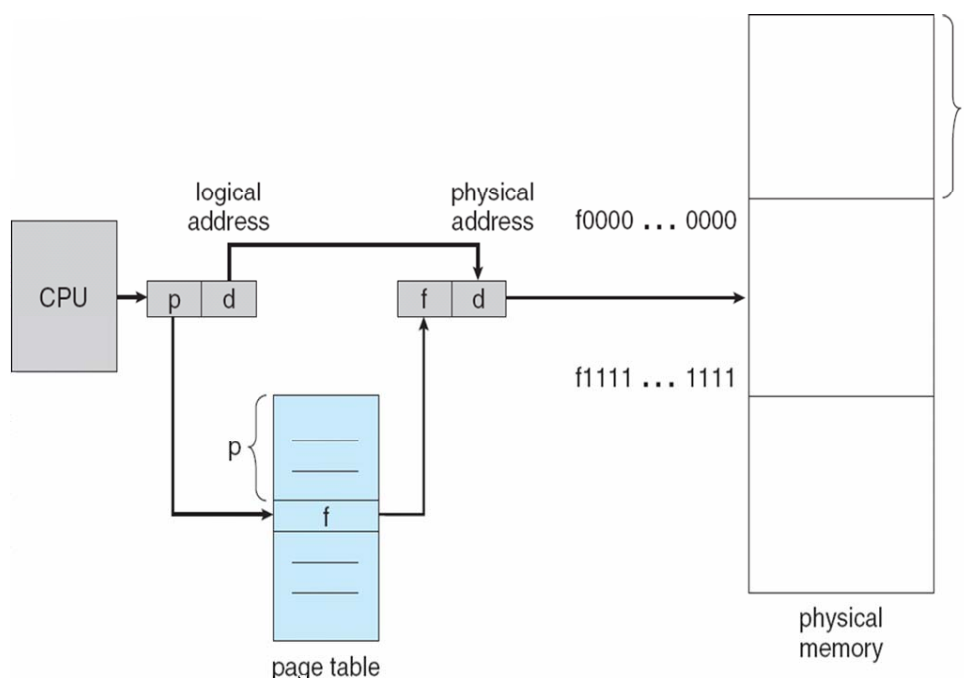 logical
address
physical
address
f0000 ... 0000
CPU
p
d
f
d
f1111 ... 1111
p
f
physical
memory
page table